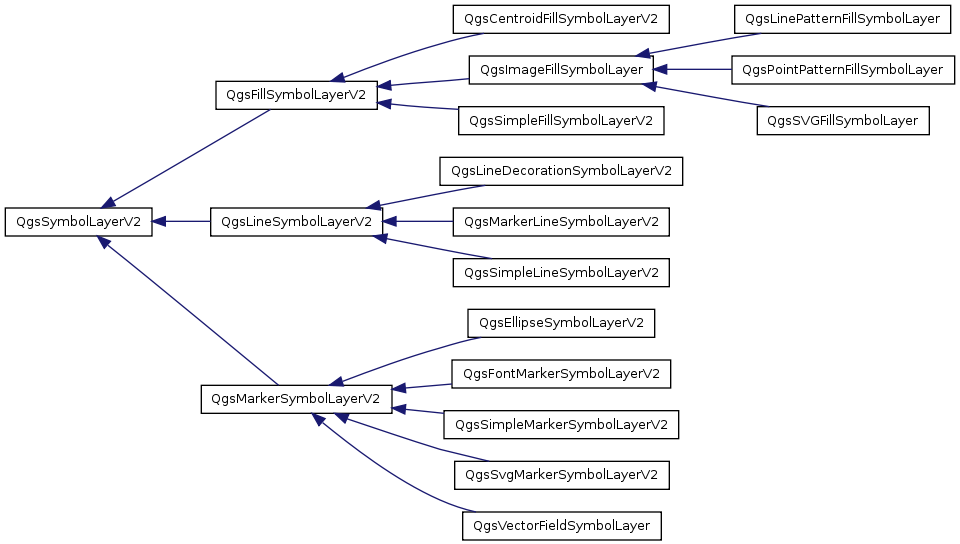 QgsCentroidFillSymbolLayerV2
QgsLinePatternFillSymbolLayer
QgsImageFillSymbolLayer
QgsPointPatternFillSymbolLayer
QgsFillSymbolLayerV2
QgsSimpleFillSymbolLayerV2
QgsSVGFillSymbolLayer
QgsLineDecorationSymbolLayerV2
QgsSymbolLayerV2
QgsLineSymbolLayerV2
QgsMarkerLineSymbolLayerV2
QgsSimpleLineSymbolLayerV2
QgsEllipseSymbolLayerV2
QgsFontMarkerSymbolLayerV2
QgsMarkerSymbolLayerV2
QgsSimpleMarkerSymbolLayerV2
QgsSvgMarkerSymbolLayerV2
QgsVectorFieldSymbolLayer